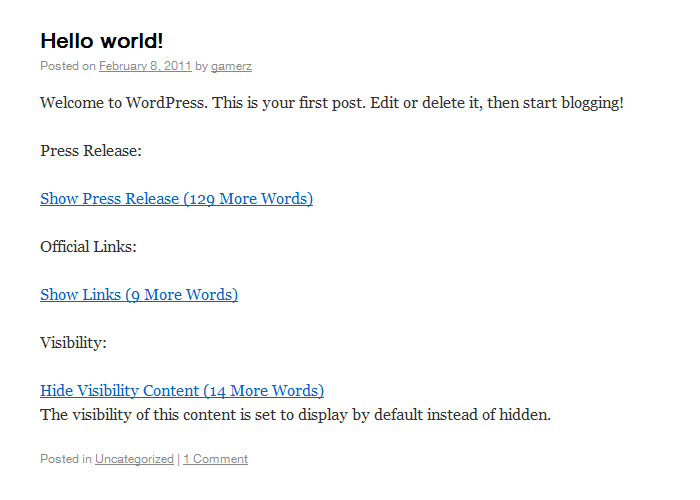 Hello world!
Posted on February 8, 2011 by gamerz
Welcome to WordPress. This is your first post. Edit or delete it, then start blogging!
Press Release:
Show Press Release (129 More Words)
Official Links:
Show Links (9 More Words)
Visibility:
Hide Visibility Content (14 More Words)
The visibility of this content is set to display by default instead of hidden.
Posted in Uncategorized | 1 Comment